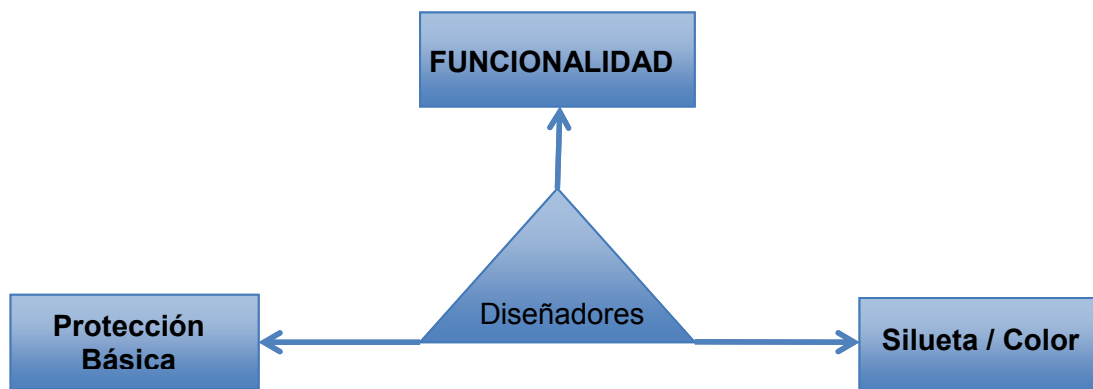 FUNCIONALIDAD
Diseñadores
Protección
Básica
Silueta / Color